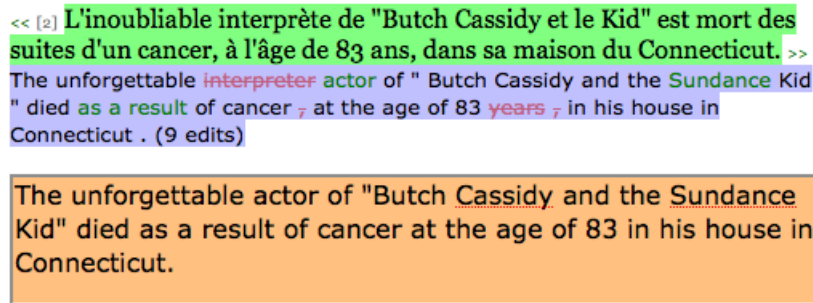 << [2] L'inoubliable interprète de "Butch Cassidy et le Kid" est mort des
suites d'un cancer, à l'âge de 83 ans, dans sa maison du Connecticut. >>
The unforgettable interpreter actor of " Butch Cassidy and the Sundance Kid
" died as a result of cancer , at the age of 83 years , in his house in
Connecticut . (9 edits)
The unforgettable actor of "Butch Cassidy and the Sundance
Kid" died as a result of cancer at the age of 83 in his house in
Connecticut.